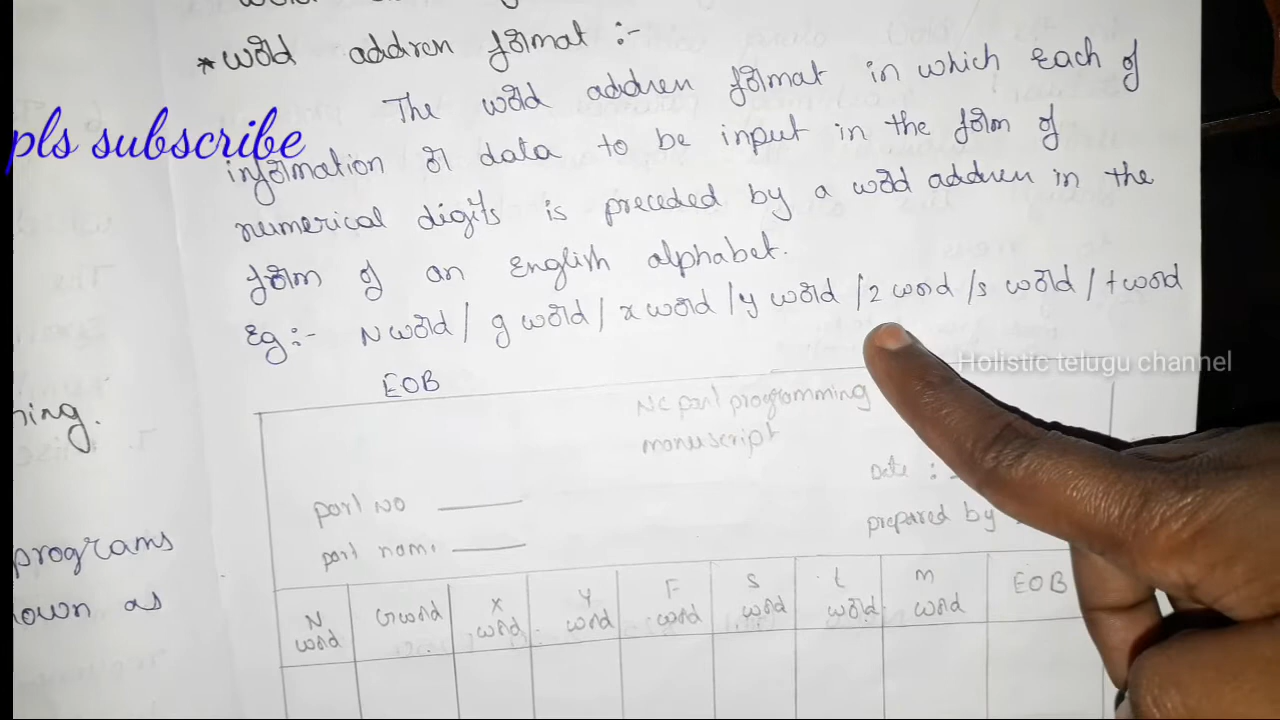 * word address format :-
The word address format in which each of
pls subscribe
information or data to be input in the form of
numerical digits is preceded by a word address in the
form of an English alphabet.
Eg :- N word / g word / x word / y word / z word / s word / t word
Holistic telugu channel
EOB
NC part programming
manuscript
part NO
Date :
part name
prepared by
ning.
programs
nown as
N word
G word
X word
Y word
F word
S word
t word
m word
EOB